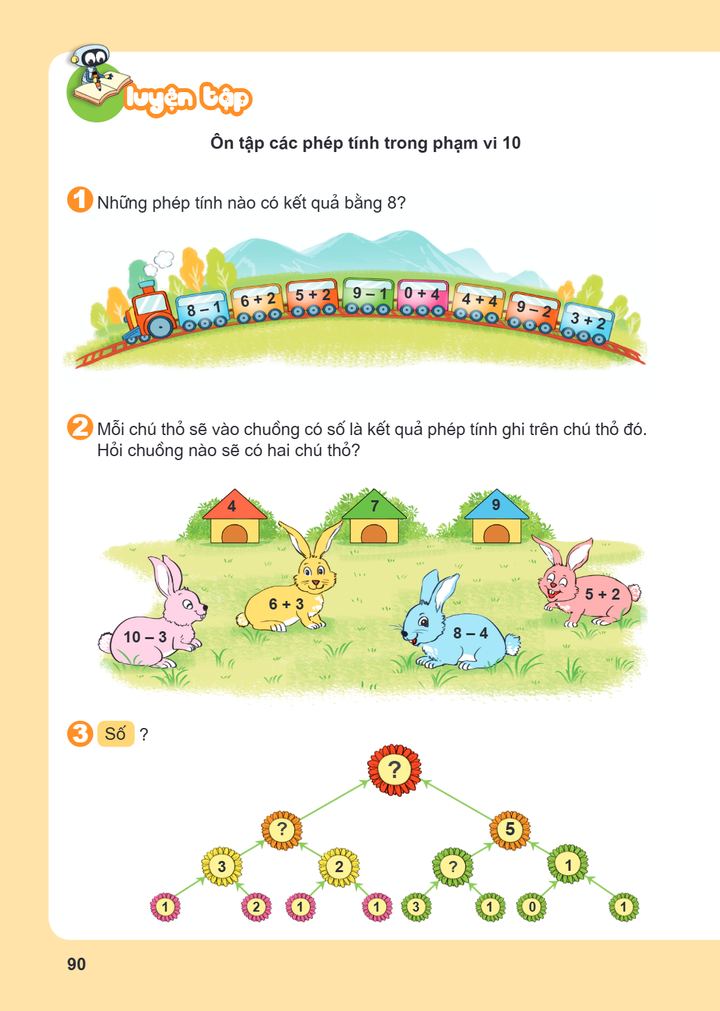 luyện tập
Ôn tập các phép tính trong phạm vi 10
1 Những phép tính nào có kết quả bằng 8?
8 – 1 6 + 2 5 + 2 9 – 1 0 + 4 4 + 4 9 – 2 3 + 2
2 Mỗi chú thỏ sẽ vào chuồng có số là kết quả phép tính ghi trên chú thỏ đó.
Hỏi chuồng nào sẽ có hai chú thỏ?
4 7 9
10 – 3 6 + 3 8 – 4 5 + 2
3 Số ?
?
? 5
3 2 ? 1
1 2 1 1 3 1 0 1
90